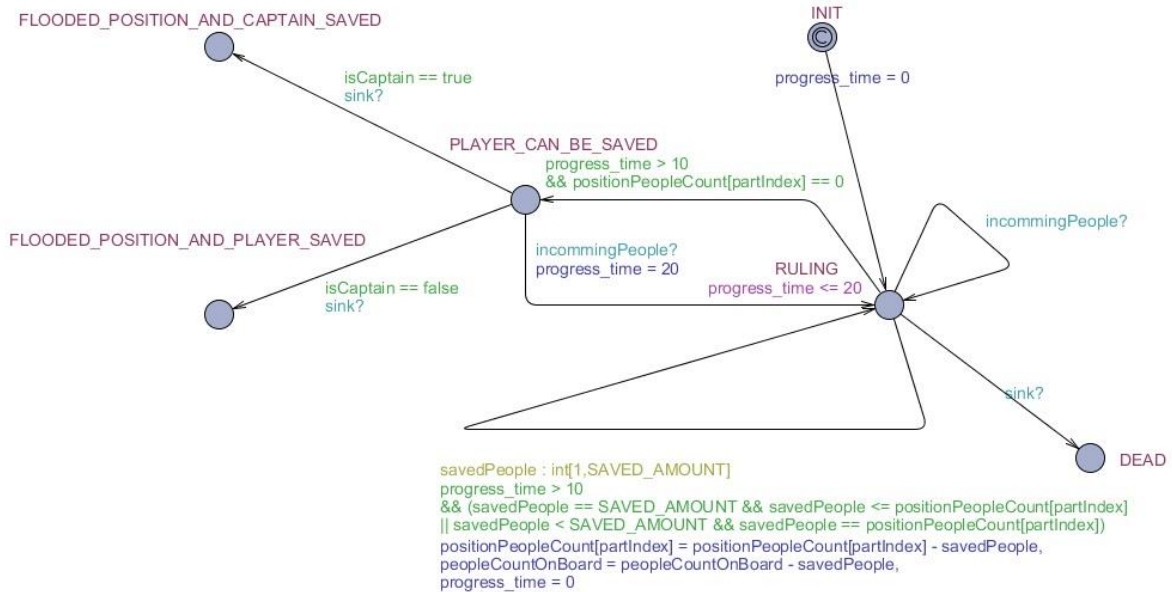 FLOODED_POSITION_AND_CAPTAIN_SAVED
INIT
C
progress_time = 0
isCaptain == true
sink?
PLAYER_CAN_BE_SAVED
progress_time > 10
&& positionPeopleCount[partIndex] == 0
FLOODED_POSITION_AND_PLAYER_SAVED
incommingPeople?
incommingPeople?
progress_time = 20
RULING
progress_time <= 20
isCaptain == false
sink?
sink?
DEAD
savedPeople : int[1,SAVED_AMOUNT]
progress_time > 10
&& (savedPeople == SAVED_AMOUNT && savedPeople <= positionPeopleCount[partIndex]
|| savedPeople < SAVED_AMOUNT && savedPeople == positionPeopleCount[partIndex])
positionPeopleCount[partIndex] = positionPeopleCount[partIndex] - savedPeople,
peopleCountOnBoard = peopleCountOnBoard - savedPeople,
progress_time = 0